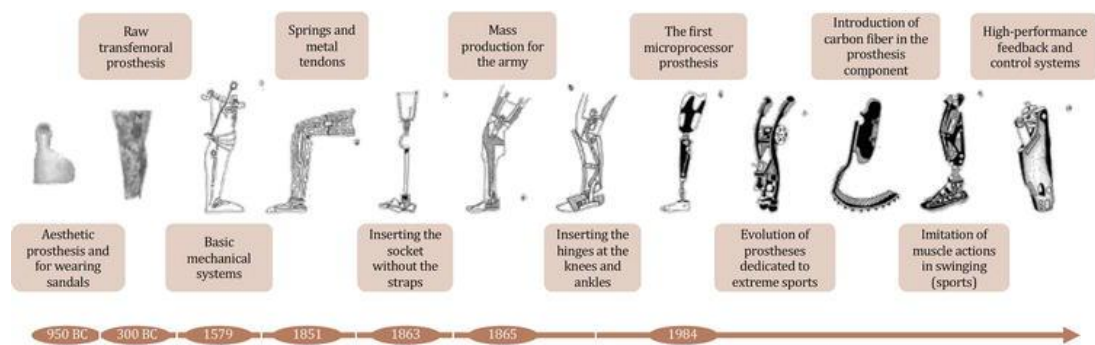 Raw
transfemoral
prosthesis
Springs and
metal
tendons
Mass
production for
the army
The first
microprocessor
prosthesis
Introduction of
carbon fiber in the
prosthesis
component
High-performance
feedback and
control systems
Aesthetic
prosthesis and
for wearing
sandals
Basic
mechanical
systems
Inserting the
socket
without the
straps
Inserting the
hinges at the
knees and
ankles
Evolution of
prostheses
dedicated to
extreme sports
Imitation of
muscle actions
in swinging
(sports)
950 BC
300 BC
1579
1851
1863
1865
1984